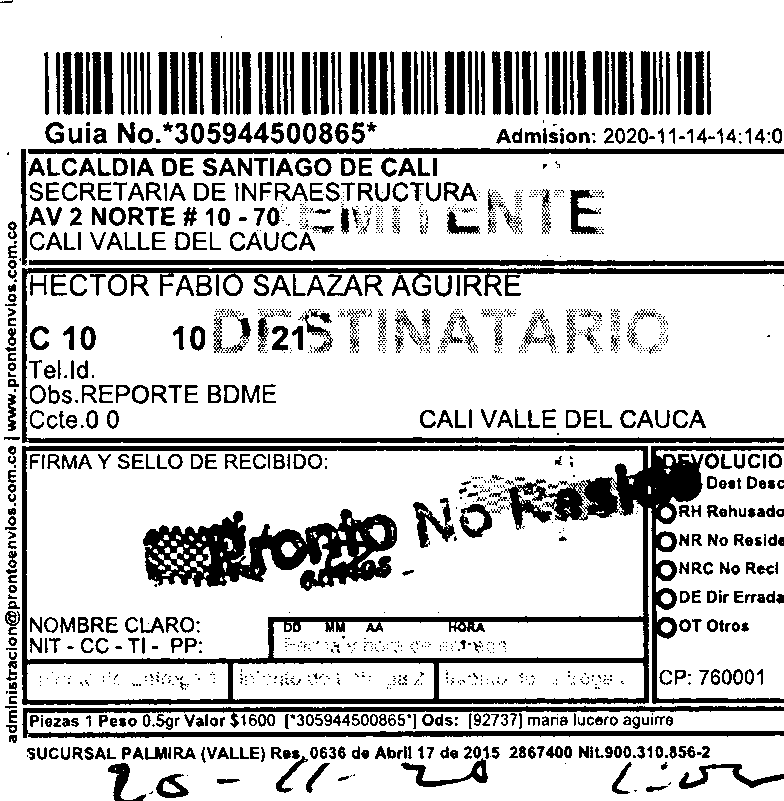 Guia No.*305944500865*
Admision: 2020-11-14-14:14:0
ALCALDIA DE SANTIAGO DE CALI
SECRETARIA DE INFRAESTRUCTURA
AV 2 NORTE # 10 - 70
REMITENTE
CALI VALLE DEL CAUCA
HECTOR FABIO SALAZAR AGUIRRE
C 10 10 21
DESTINATARIO
Tel.Id.
Obs.REPORTE BDME
Ccte.0 0 CALI VALLE DEL CAUCA
administracion@prontoenvios.com.co | www.prontoenvios.com.co
FIRMA Y SELLO DE RECIBIDO:
Pronto envios
No Reside
DEVOLUCIO
Dest Desc
RH Rehusado
NR No Reside
NRC No Recl
DE Dir Errada
OT Otros
NOMBRE CLARO:
NIT - CC - TI - PP:
DD MM AA HORA
Fecha y hora de entrega
CP: 760001
Piezas 1 Peso 0.5gr Valor $1600 [*305944500865*] Ods: [92737] maria lucero aguirre
SUCURSAL PALMIRA (VALLE) Res. 0636 de Abril 17 de 2015 2867400 Nit.900.310.856-2
20-11-20